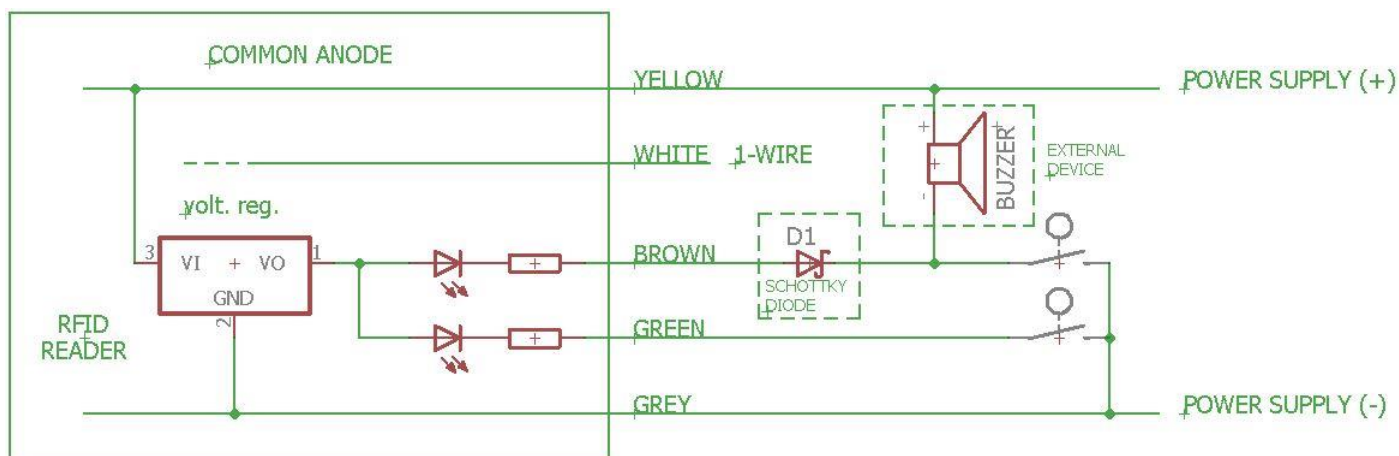 COMMON ANODE
YELLOW
POWER SUPPLY (+)
WHITE
1-WIRE
+
-
BUZZER
EXTERNAL
DEVICE
volt. reg.
3
VI
VO
1
GND
2
BROWN
D1
SCHOTTKY
DIODE
RFID
READER
GREEN
GREY
POWER SUPPLY (-)